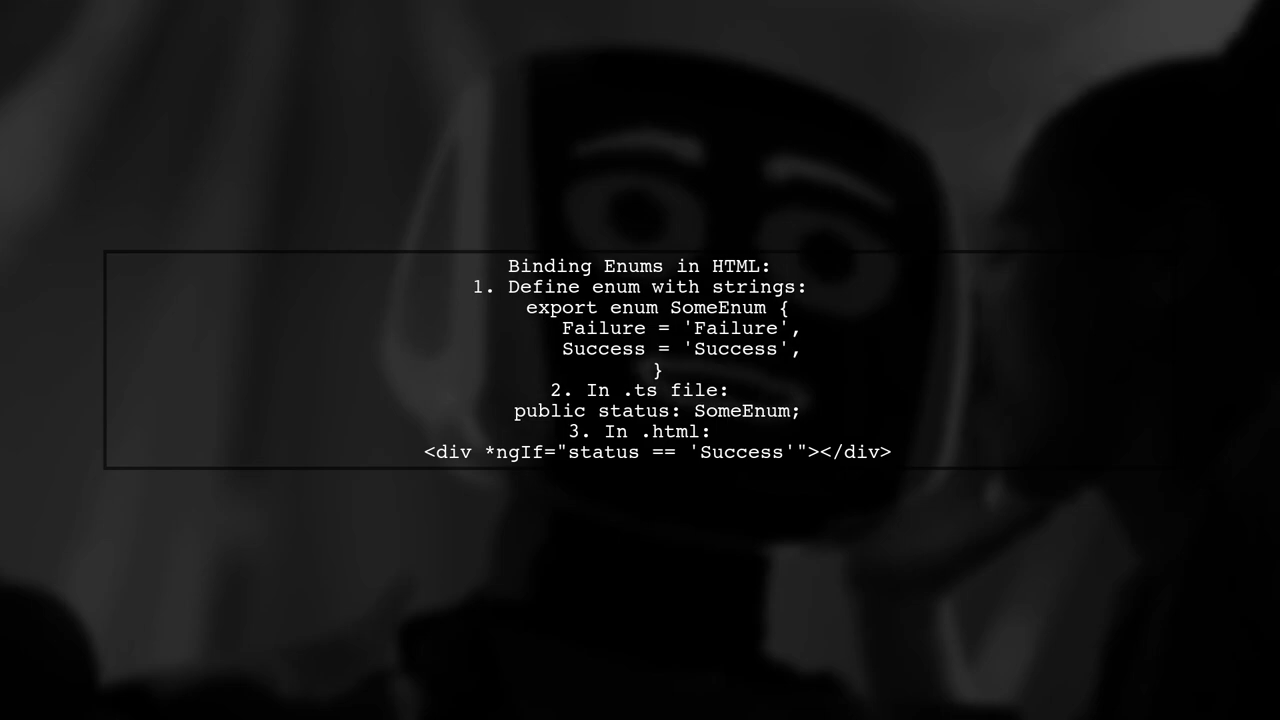 Binding Enums in HTML:
1. Define enum with strings:
export enum SomeEnum {
Failure = 'Failure',
Success = 'Success',
}
2. In .ts file:
public status: SomeEnum;
3. In .html:
<div *ngIf="status == 'Success'"></div>